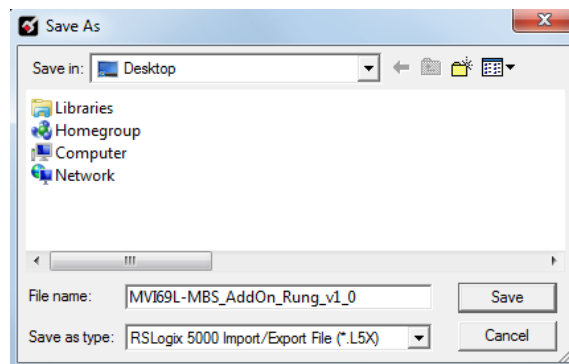 Save As
Save in: Desktop
Libraries
Homegroup
Computer
Network
File name: MVI69L-MBS_AddOn_Rung_v1_0 Save
Save as type: RSLogix 5000 Import/Export File (*.L5X) Cancel